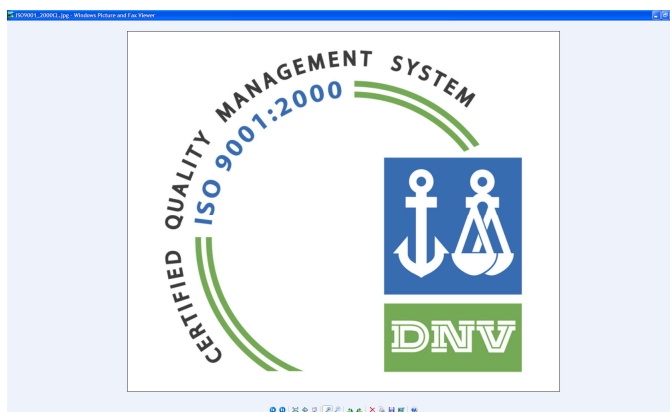 ISO9001_2000Cl..jpg - Windows Picture and Fax Viewer
CERTIFIED QUALITY MANAGEMENT SYSTEM
ISO 9001:2000
DNV